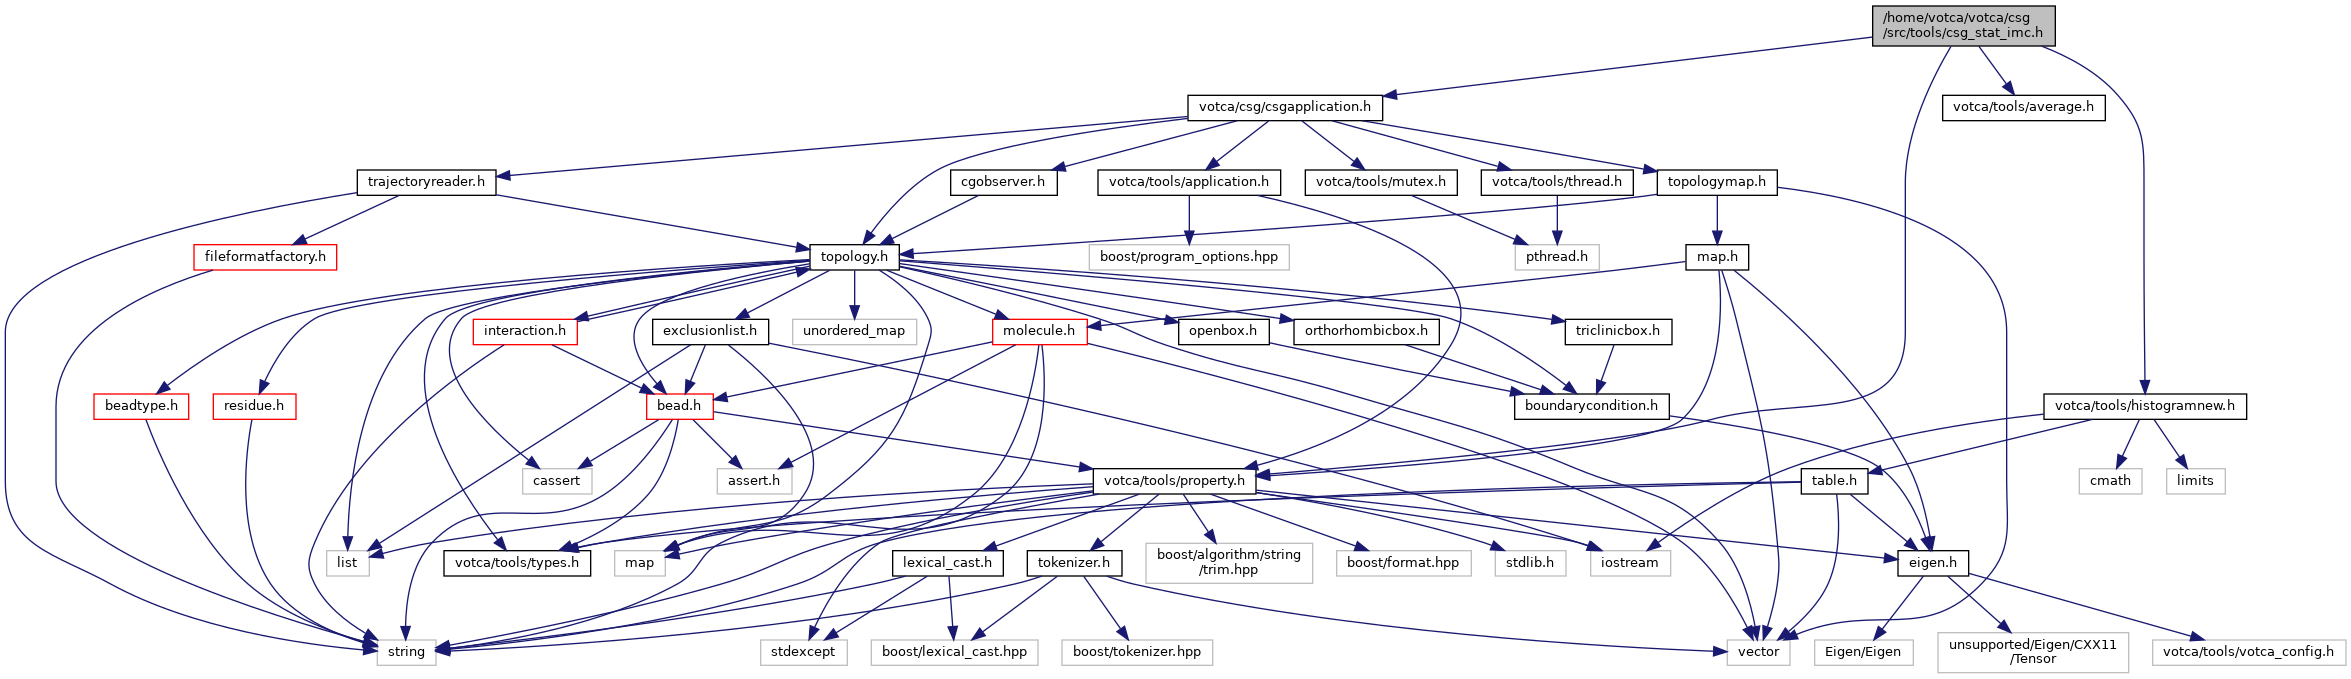 /home/votca/votca/csg
/src/tools/csg_stat_imc.h
votca/csg/csgapplication.h
votca/tools/average.h
trajectoryreader.h
cgobserver.h
votca/tools/application.h
votca/tools/mutex.h
votca/tools/thread.h
topologymap.h
fileformatfactory.h
topology.h
boost/program_options.hpp
pthread.h
map.h
interaction.h
exclusionlist.h
unordered_map
molecule.h
openbox.h
orthorhombicbox.h
triclinicbox.h
beadtype.h
residue.h
bead.h
boundarycondition.h
votca/tools/histogramnew.h
cassert
assert.h
votca/tools/property.h
table.h
cmath
limits
list
votca/tools/types.h
map
lexical_cast.h
tokenizer.h
boost/algorithm/string
/trim.hpp
boost/format.hpp
stdlib.h
iostream
eigen.h
string
stdexcept
boost/lexical_cast.hpp
boost/tokenizer.hpp
vector
Eigen/Eigen
unsupported/Eigen/CXX11
/Tensor
votca/tools/votca_config.h